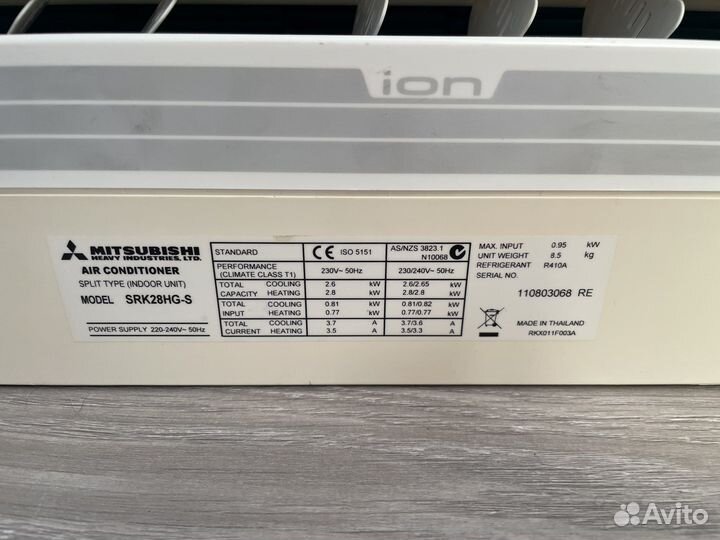 ion
MITSUBISHI
HEAVY INDUSTRIES, LTD.
AIR CONDITIONER
SPLIT TYPE (INDOOR UNIT)
MODEL SRK28HG-S
POWER SUPPLY 220-240V~ 50Hz
STANDARD CE ISO 5151 AS/NZS 3823.1 N10068
PERFORMANCE (CLIMATE CLASS T1) 230V~ 50Hz 230/240V~ 50Hz
TOTAL COOLING 2.6 kW 2.6/2.65 kW
CAPACITY HEATING 2.8 kW 2.8/2.8 kW
TOTAL COOLING 0.81 kW 0.81/0.82 kW
INPUT HEATING 0.77 kW 0.77/0.77 kW
TOTAL COOLING 3.7 A 3.7/3.6 A
CURRENT HEATING 3.5 A 3.5/3.3 A
MAX. INPUT 0.95 kW
UNIT WEIGHT 8.5 kg
REFRIGERANT R410A
SERIAL NO.
110803068 RE
MADE IN THAILAND
RKX011F003A
Avito